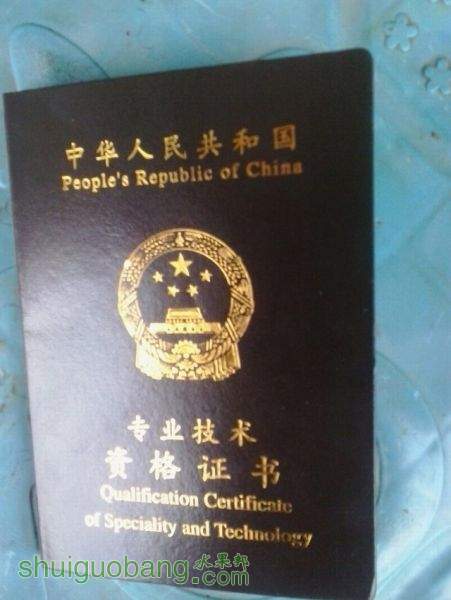 中华人民共和国
People's Republic of China
专业技术
资格证书
Qualification Certificate
of Speciality and Technology
水果邦
shuiguobang.com